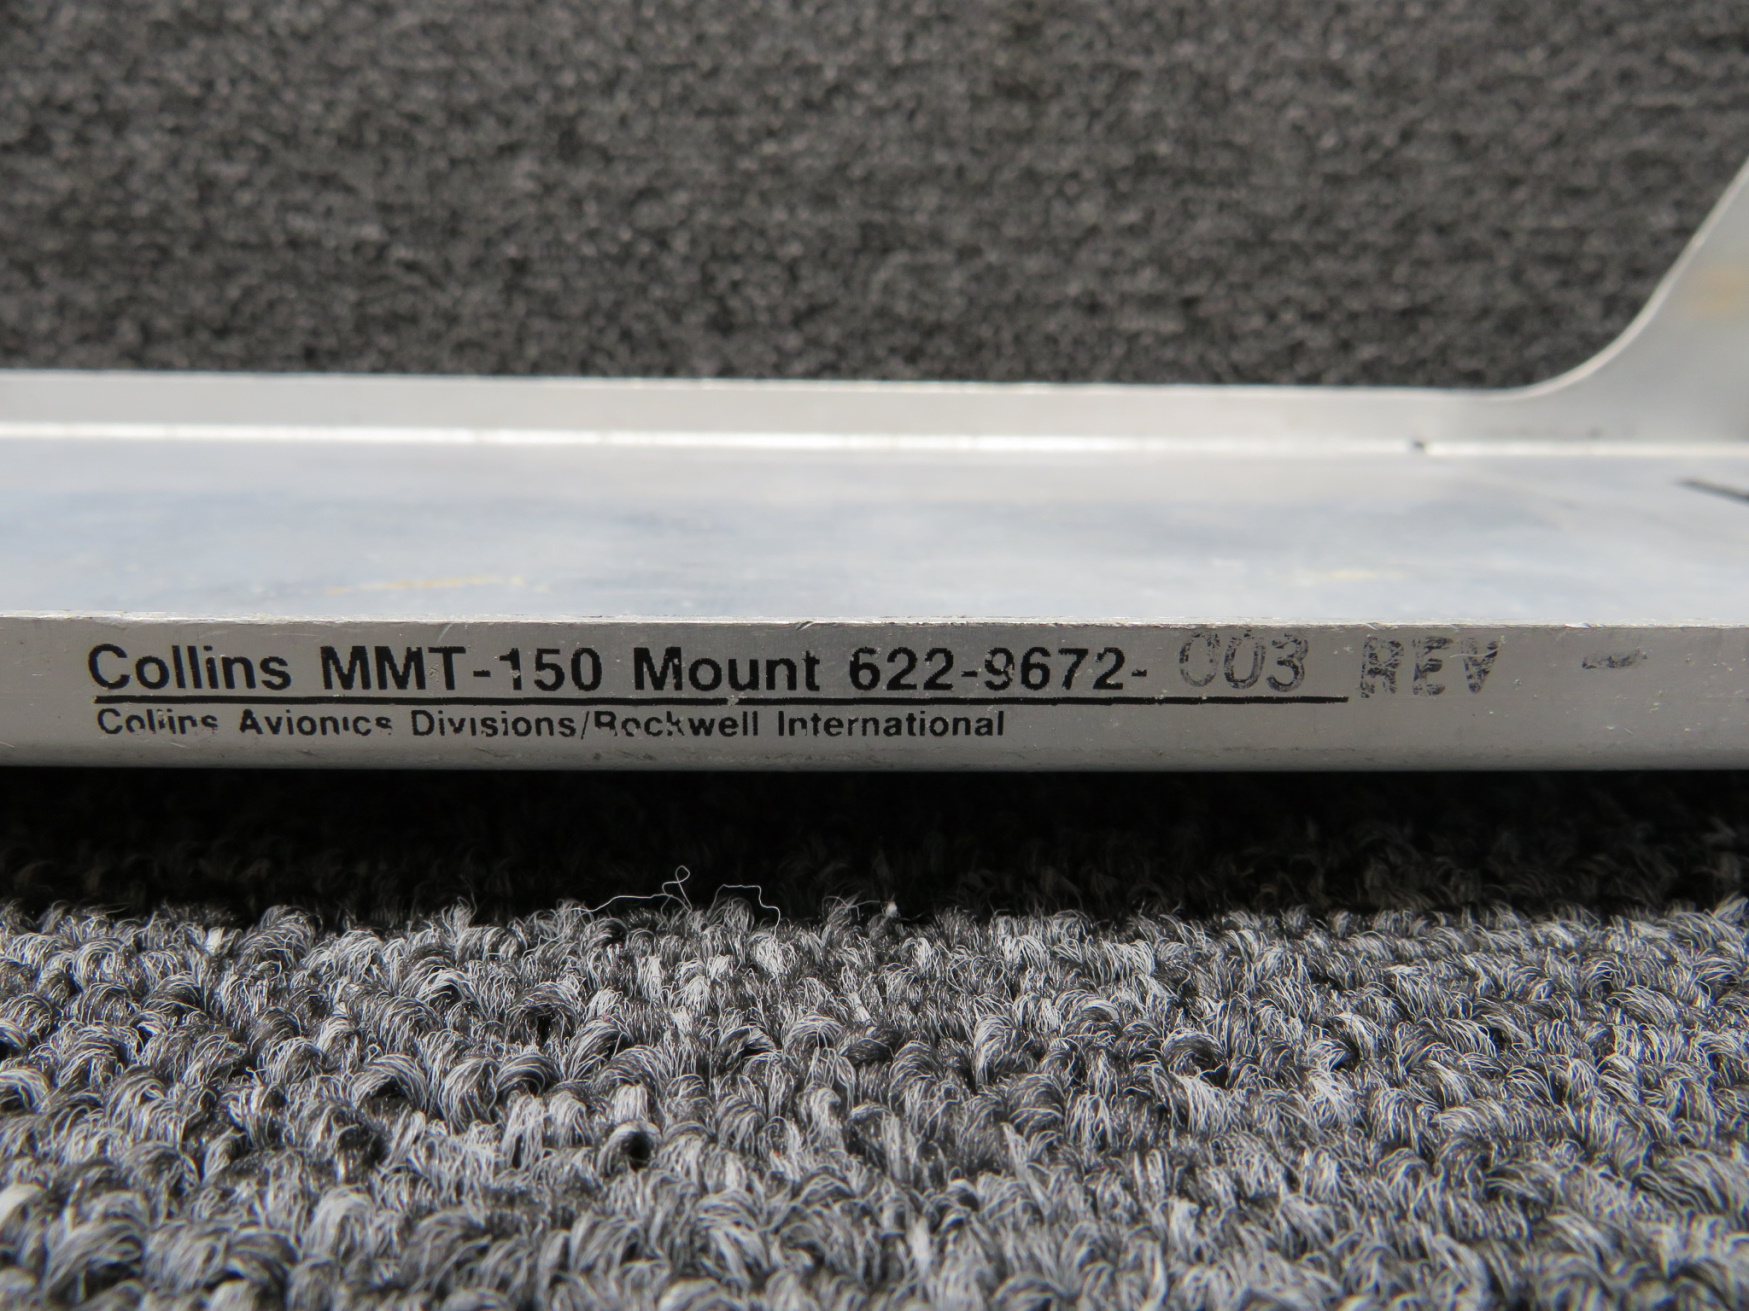 Collins MMT-150 Mount 622-9672-003 REV -
Collins Avionics Divisions/Rockwell International